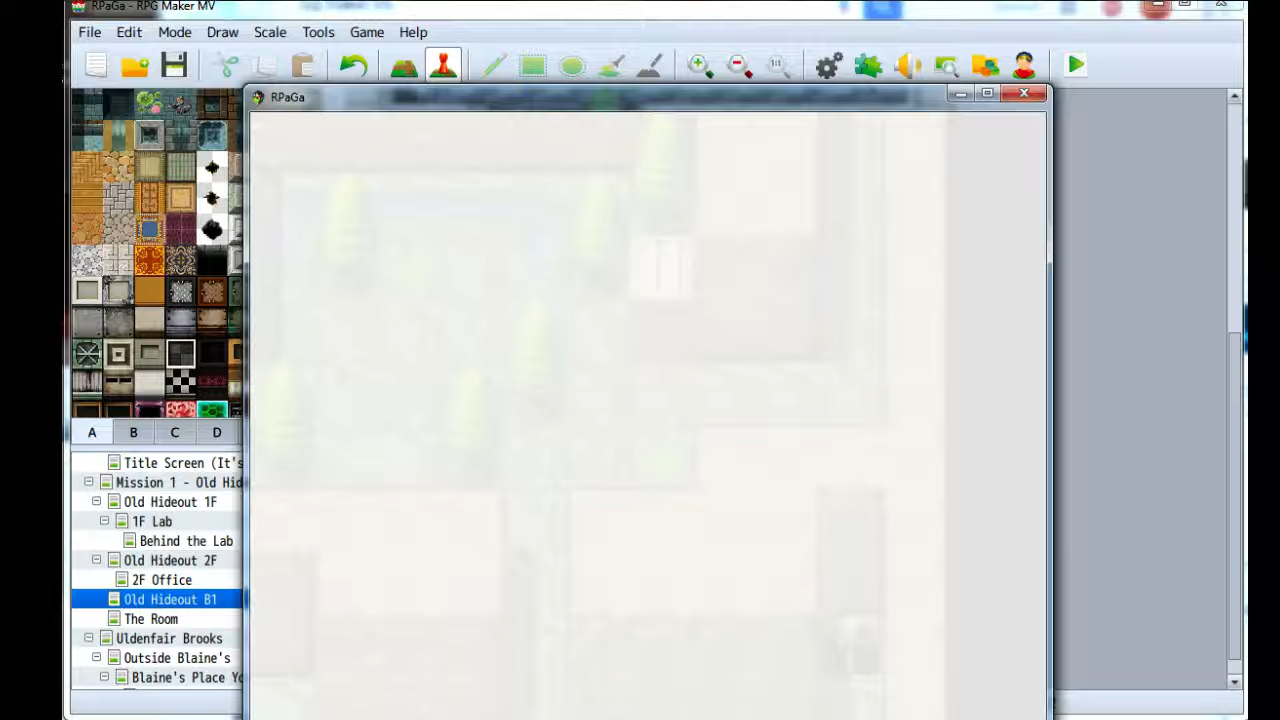 RPaGa - RPG Maker MV
File Edit Mode Draw Scale Tools Game Help
1:1
RPaGa
A B C D
Title Screen (It's
Mission 1 - Old Hid
Old Hideout 1F
1F Lab
Behind the Lab
Old Hideout 2F
2F Office
Old Hideout B1
The Room
Uldenfair Brooks
Outside Blaine's
Blaine's Place Yo